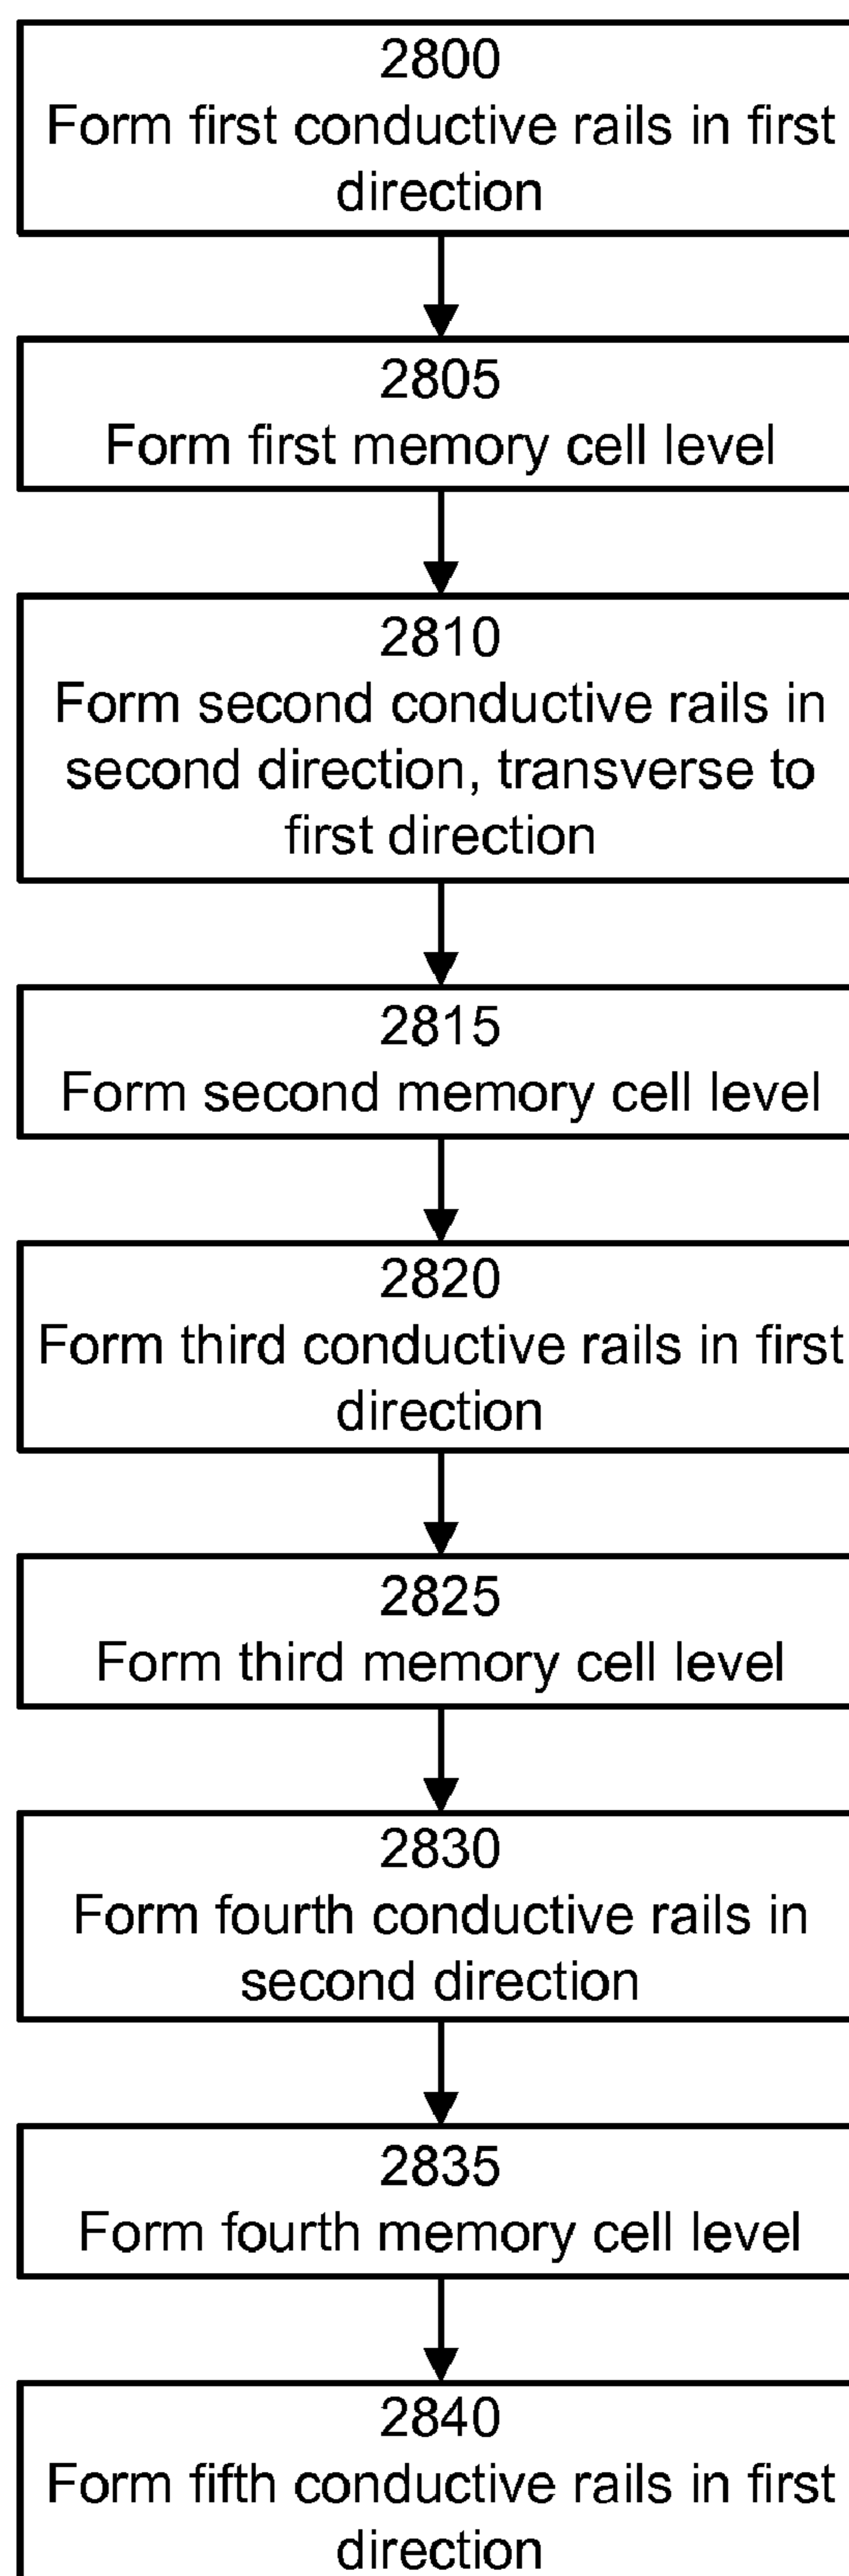 2800
Form first conductive rails in first
direction
2805
Form first memory cell level
2810
Form second conductive rails in
second direction, transverse to
first direction
2815
Form second memory cell level
2820
Form third conductive rails in first
direction
2825
Form third memory cell level
2830
Form fourth conductive rails in
second direction
2835
Form fourth memory cell level
2840
Form fifth conductive rails in first
direction